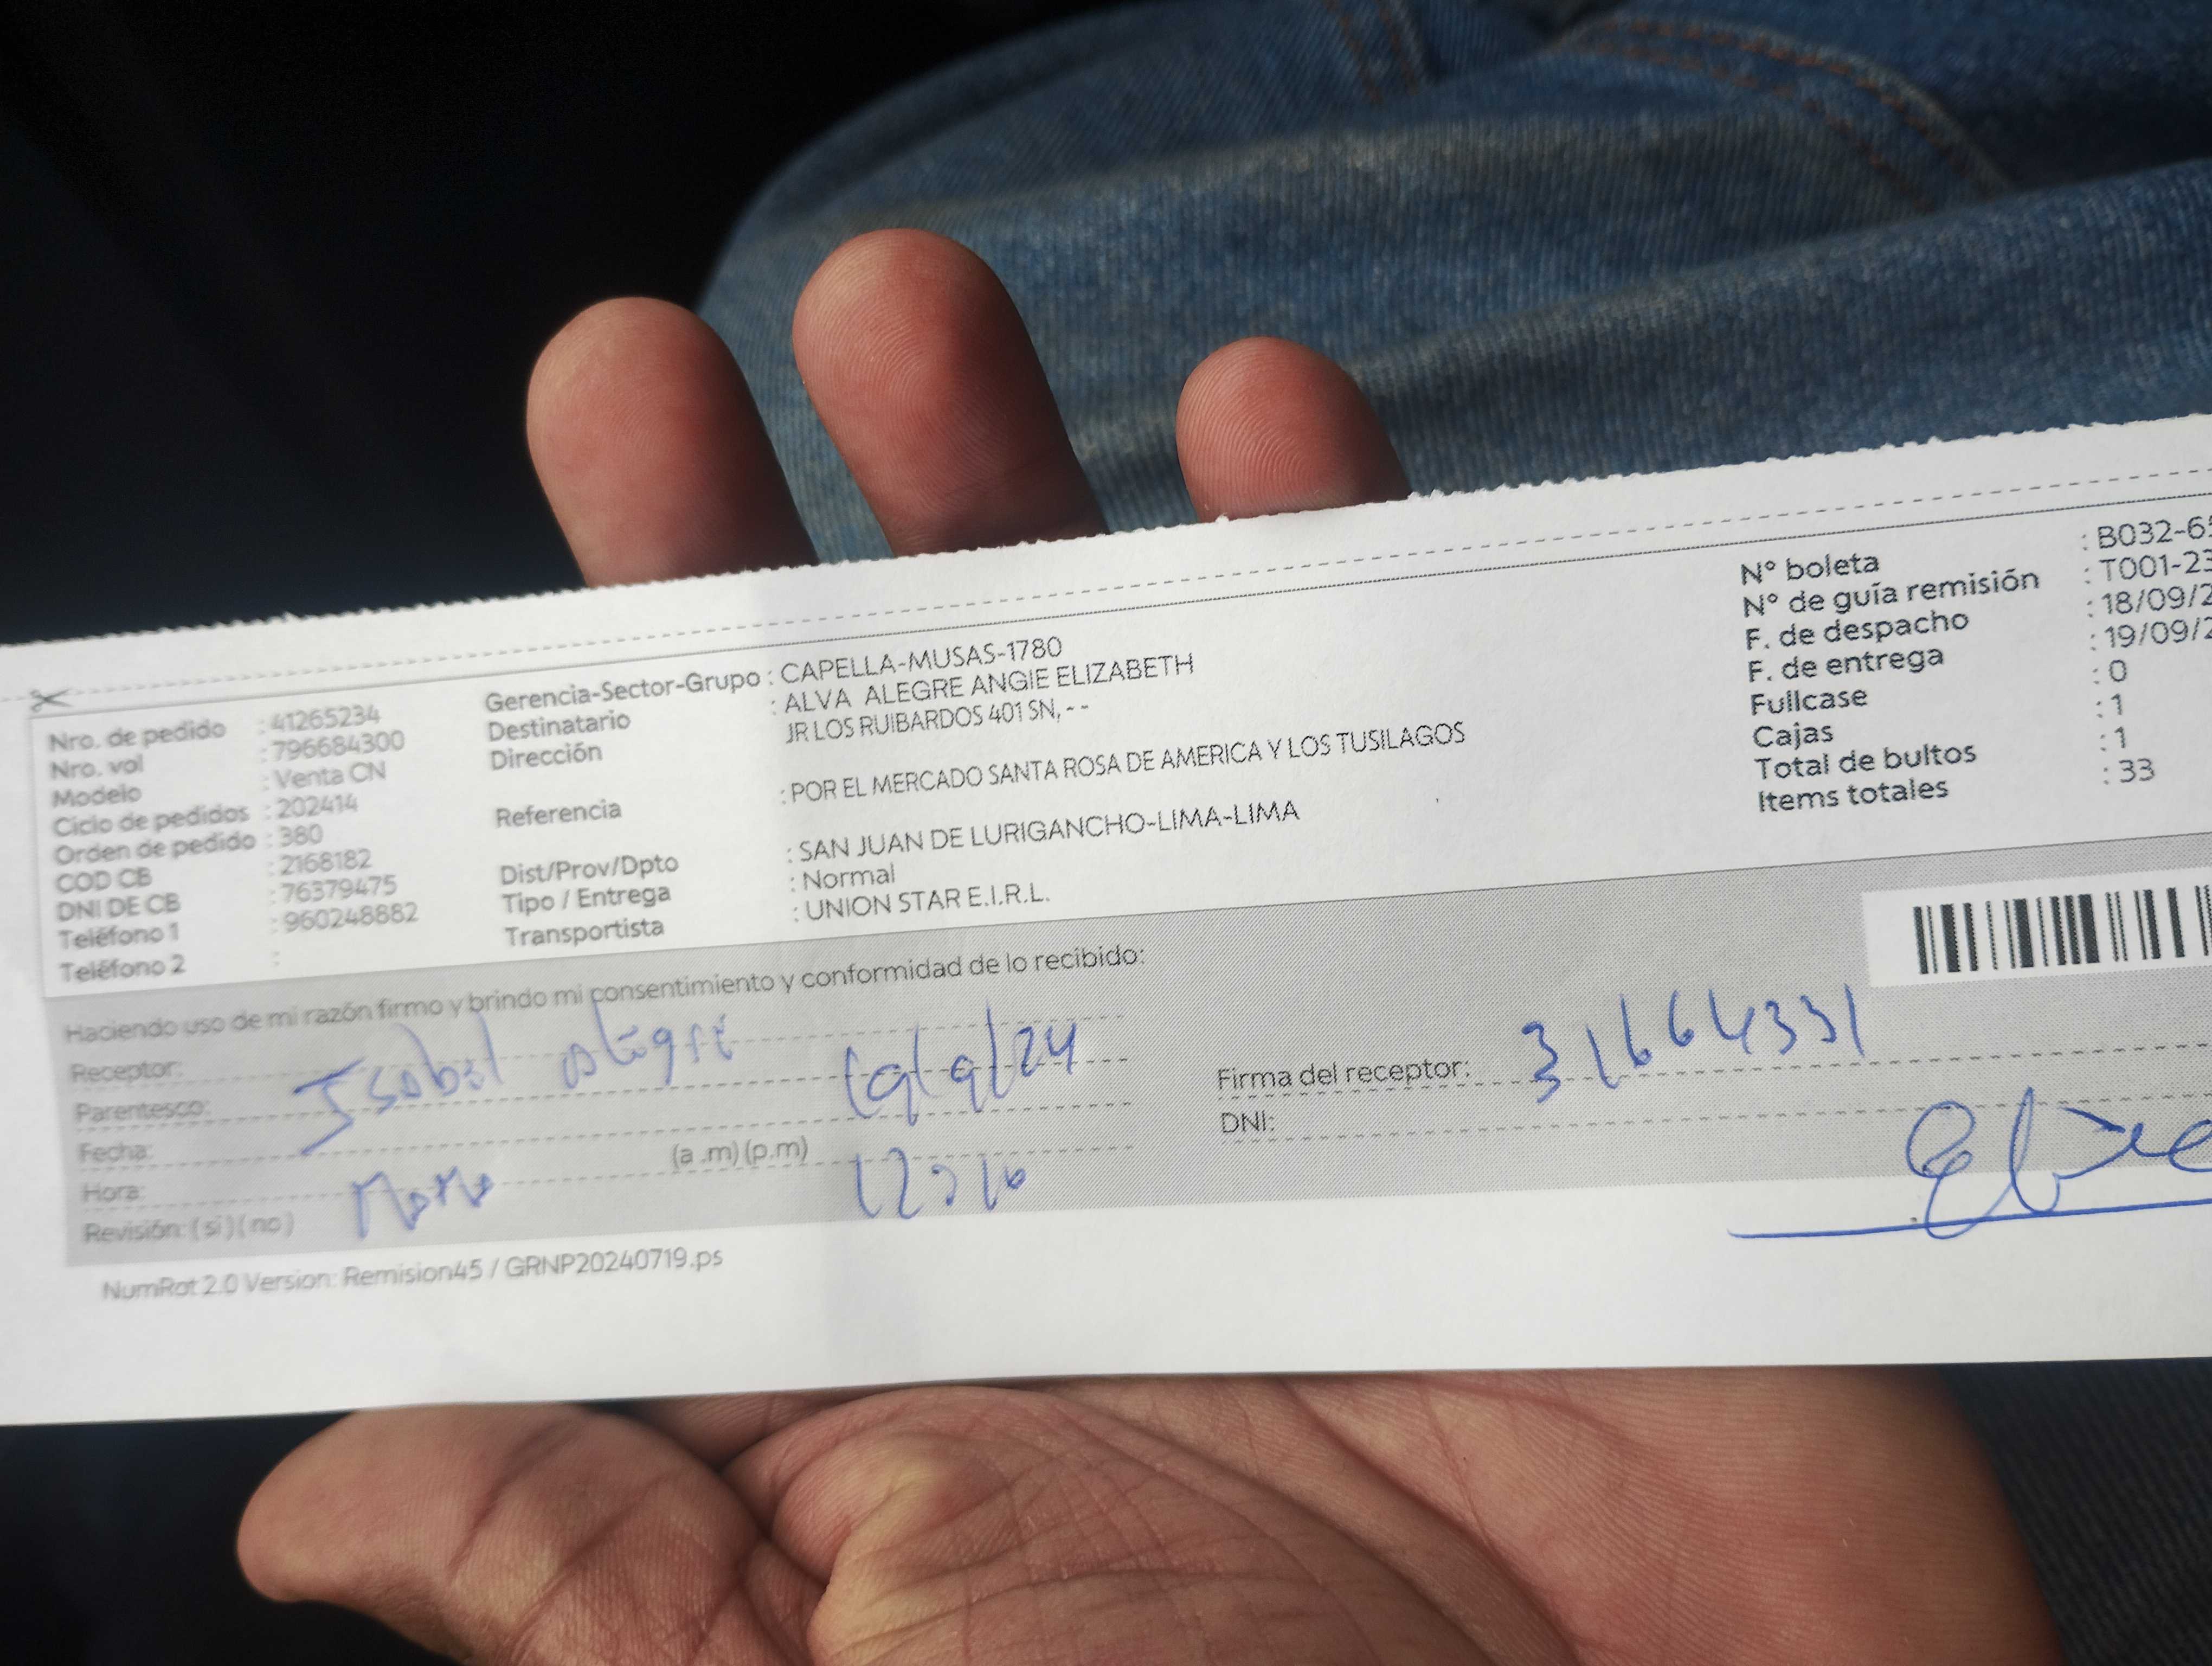 Nro. de pedido : 41265234
Nro. vol : 796684300
Modelo : Venta CN
Ciclo de pedidos : 202414
Orden de pedido : 380
COD CB : 2168182
DNI DE CB : 76379475
Teléfono 1 : 960248882
Teléfono 2 :
Gerencia-Sector-Grupo : CAPELLA-MUSAS-1780
Destinatario : ALVA ALEGRE ANGIE ELIZABETH
Dirección JR LOS RUIBARDOS 401 SN, - -
Referencia : POR EL MERCADO SANTA ROSA DE AMERICA Y LOS TUSILAGOS
Dist/Prov/Dpto : SAN JUAN DE LURIGANCHO-LIMA-LIMA
Tipo / Entrega : Normal
Transportista : UNION STAR E.I.R.L.
N° boleta : B032-6
N° de guía remisión : T001-23
F. de despacho : 18/09/2
F. de entrega : 19/09/2
Fullcase : 0
Cajas : 1
Total de bultos : 1
Items totales : 33
Haciendo uso de mi razón firmo y brindo mi consentimiento y conformidad de lo recibido:
Receptor: Isabel
Parentesco:
Fecha: 19/9/24
Hora: (a .m) (p.m)
Revisión: ( si ) ( no )
Firma del receptor: 31664331
DNI:
NumRot 2.0 Version: Remision45 / GRNP20240719.ps